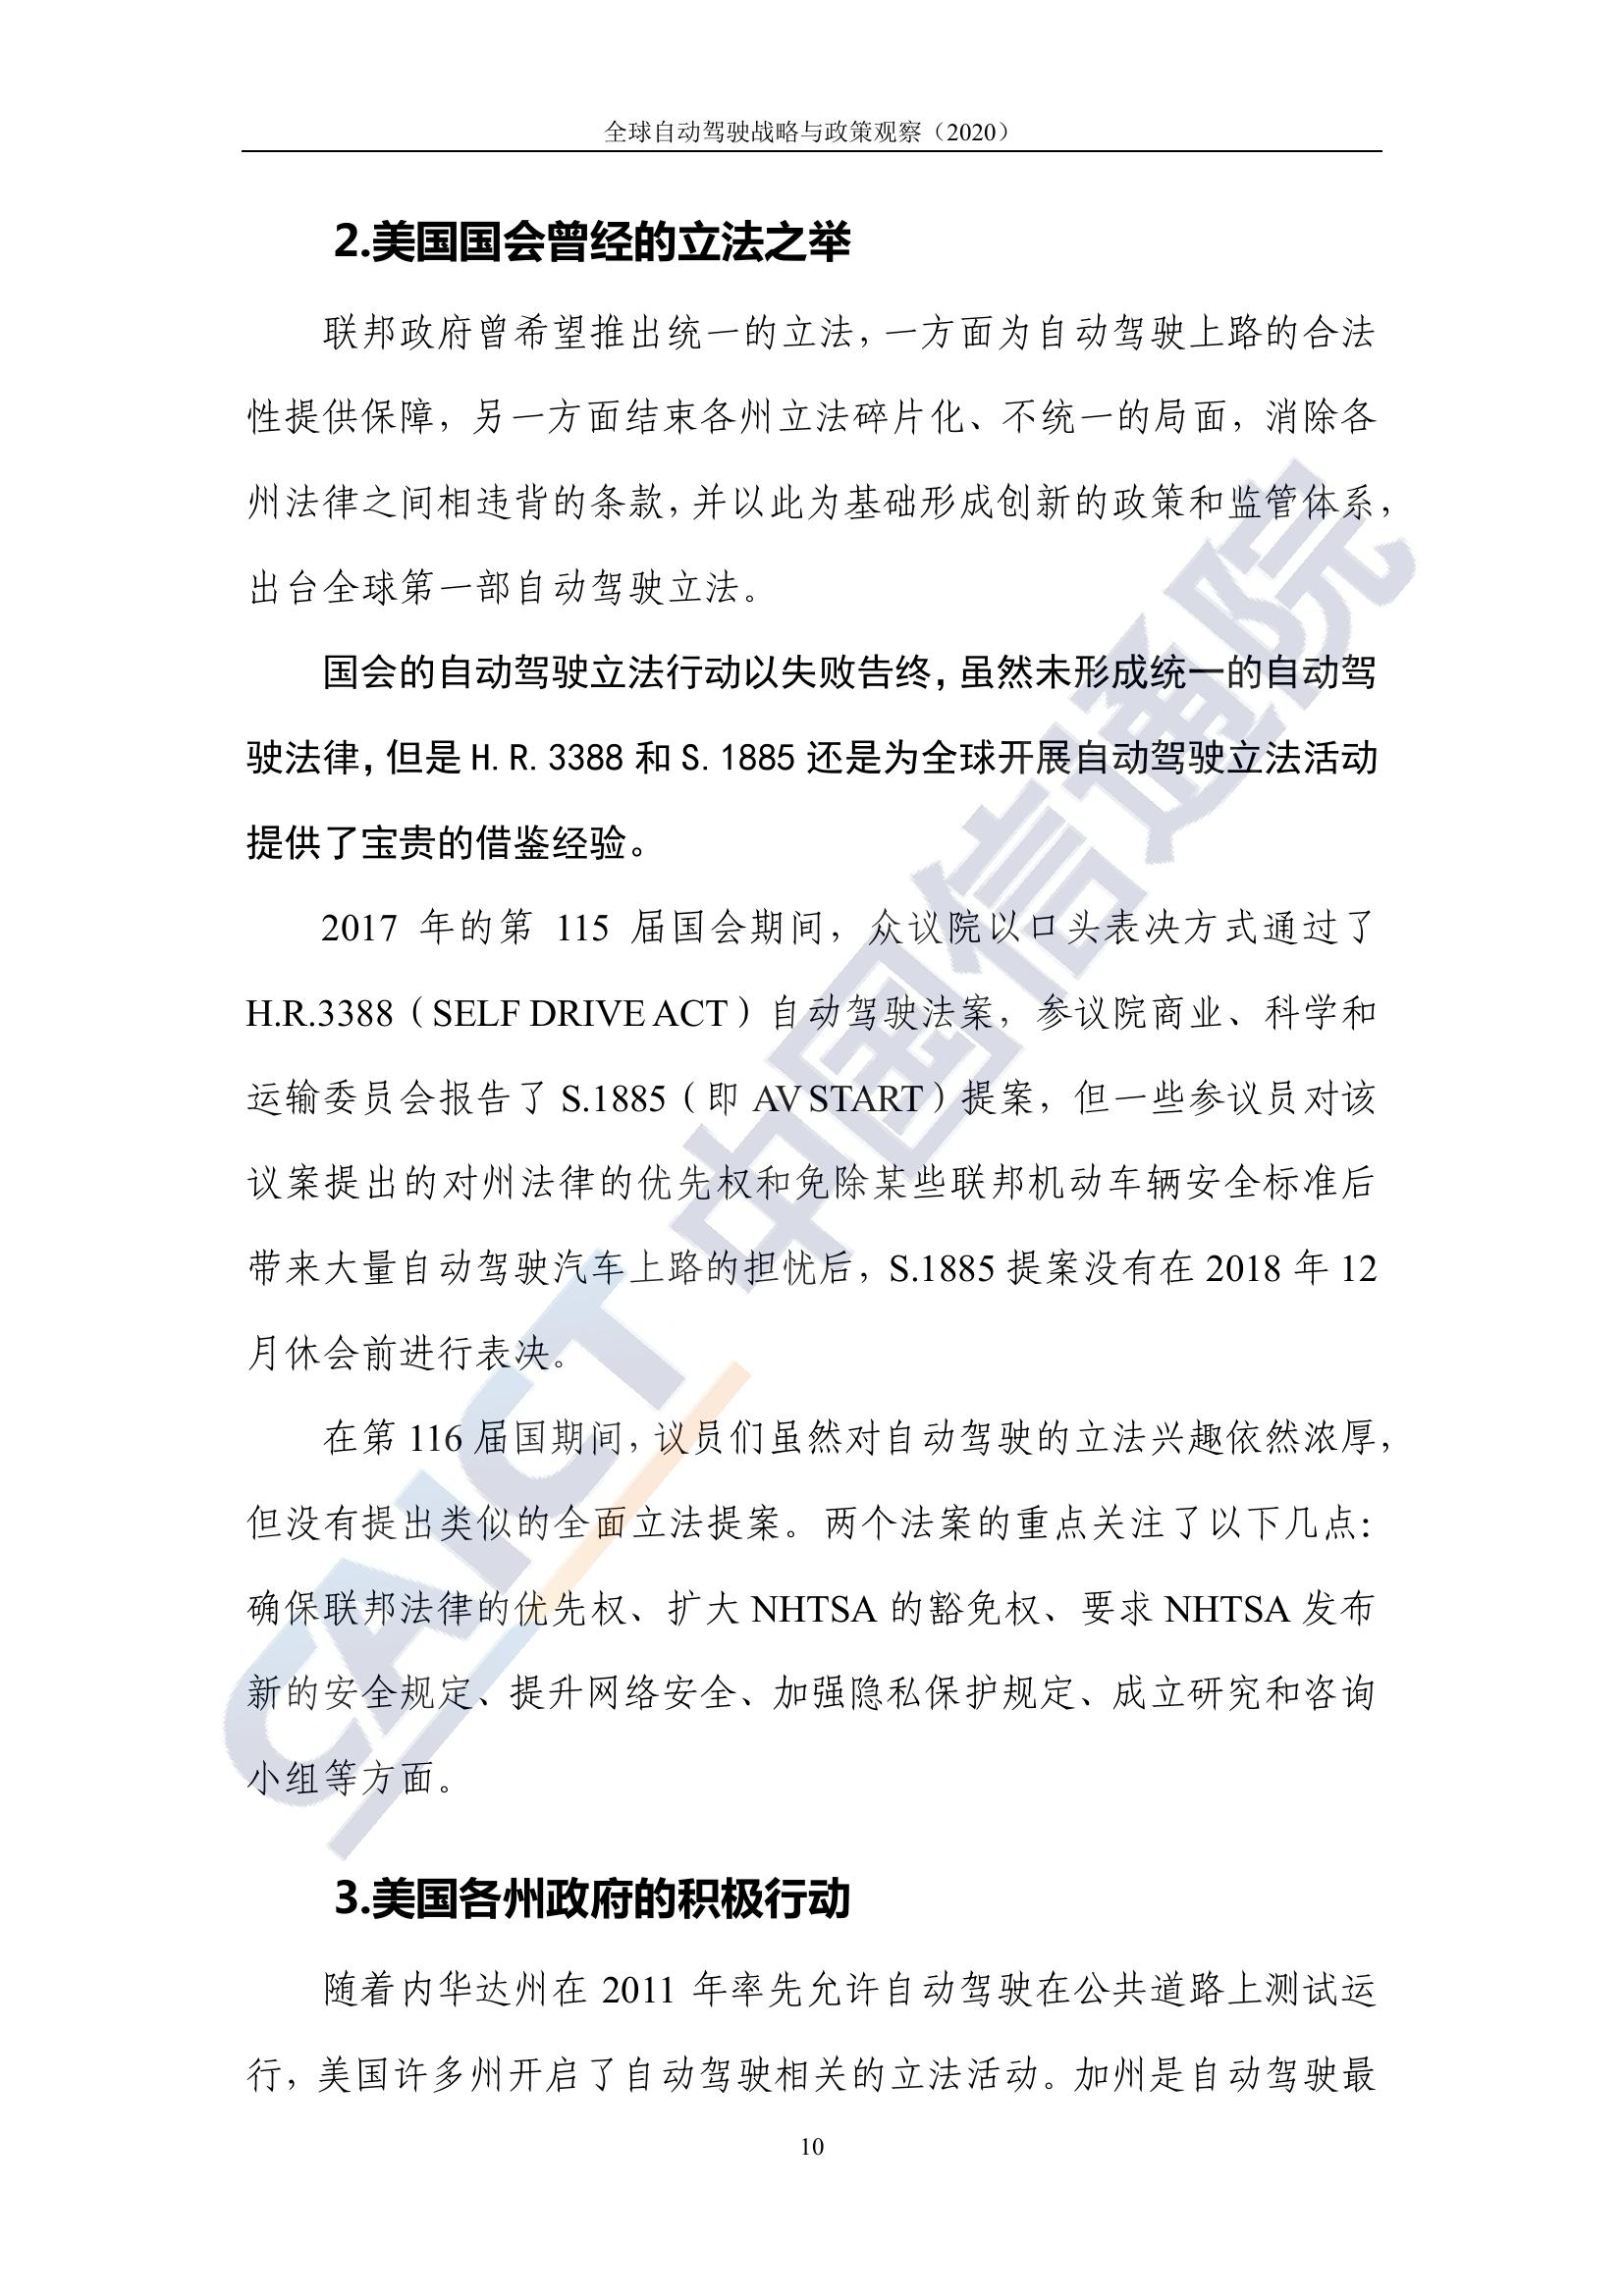 全球自动驾驶战略与政策观察（2020）
2.美国国会曾经的立法之举
联邦政府曾希望推出统一的立法，一方面为自动驾驶上路的合法
性提供保障，另一方面结束各州立法碎片化、不统一的局面，消除各
州法律之间相违背的条款，并以此为基础形成创新的政策和监管体系，
出台全球第一部自动驾驶立法。
国会的自动驾驶立法行动以失败告终，虽然未形成统一的自动驾
驶法律，但是 H.R.3388 和 S.1885 还是为全球开展自动驾驶立法活动
提供了宝贵的借鉴经验。
2017 年的第 115 届国会期间，众议院以口头表决方式通过了
H.R.3388（SELF DRIVE ACT）自动驾驶法案，参议院商业、科学和
运输委员会报告了 S.1885（即 AV START）提案，但一些参议员对该
议案提出的对州法律的优先权和免除某些联邦机动车辆安全标准后
带来大量自动驾驶汽车上路的担忧后，S.1885 提案没有在 2018 年 12
月休会前进行表决。
在第 116 届国期间，议员们虽然对自动驾驶的立法兴趣依然浓厚，
但没有提出类似的全面立法提案。两个法案的重点关注了以下几点：
确保联邦法律的优先权、扩大 NHTSA 的豁免权、要求 NHTSA 发布
新的安全规定、提升网络安全、加强隐私保护规定、成立研究和咨询
小组等方面。
3.美国各州政府的积极行动
随着内华达州在 2011 年率先允许自动驾驶在公共道路上测试运
行，美国许多州开启了自动驾驶相关的立法活动。加州是自动驾驶最
10
CAICT 中国信通院